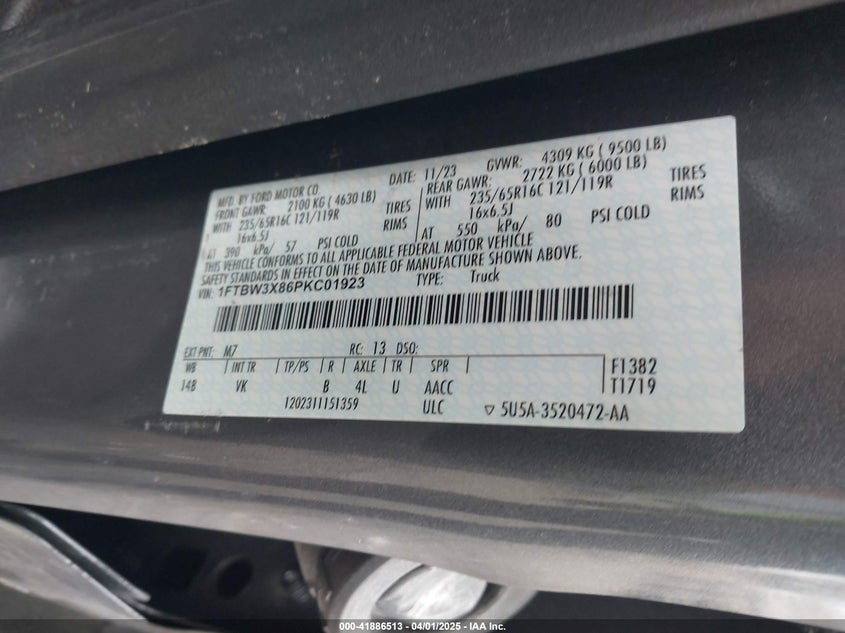 MFD. BY FORD MOTOR CO.
DATE: 11/23 GVWR: 4309 KG ( 9500 LB)
FRONT GAWR: 2100 KG ( 4630 LB) REAR GAWR: 2722 KG ( 6000 LB)
WITH 235/65R16C 121/119R TIRES WITH 235/65R16C 121/119R TIRES
16x6.5J RIMS 16x6.5J RIMS
AT 390 kPa/ 57 PSI COLD AT 550 kPa/ 80 PSI COLD
THIS VEHICLE CONFORMS TO ALL APPLICABLE FEDERAL MOTOR VEHICLE
SAFETY STANDARDS IN EFFECT ON THE DATE OF MANUFACTURE SHOWN ABOVE.
VIN: 1FTBW3X86PKC01923 TYPE: Truck
EXT PNT: M7 RC: 13 DSO:
WB INT TR TP/PS R AXLE TR SPR F1382
148 VK B 4L U AACC T1719
1202311151359 ULC ▽ 5U5A-3520472-AA
000-41886513 • 04/01/2025 • IAA Inc.